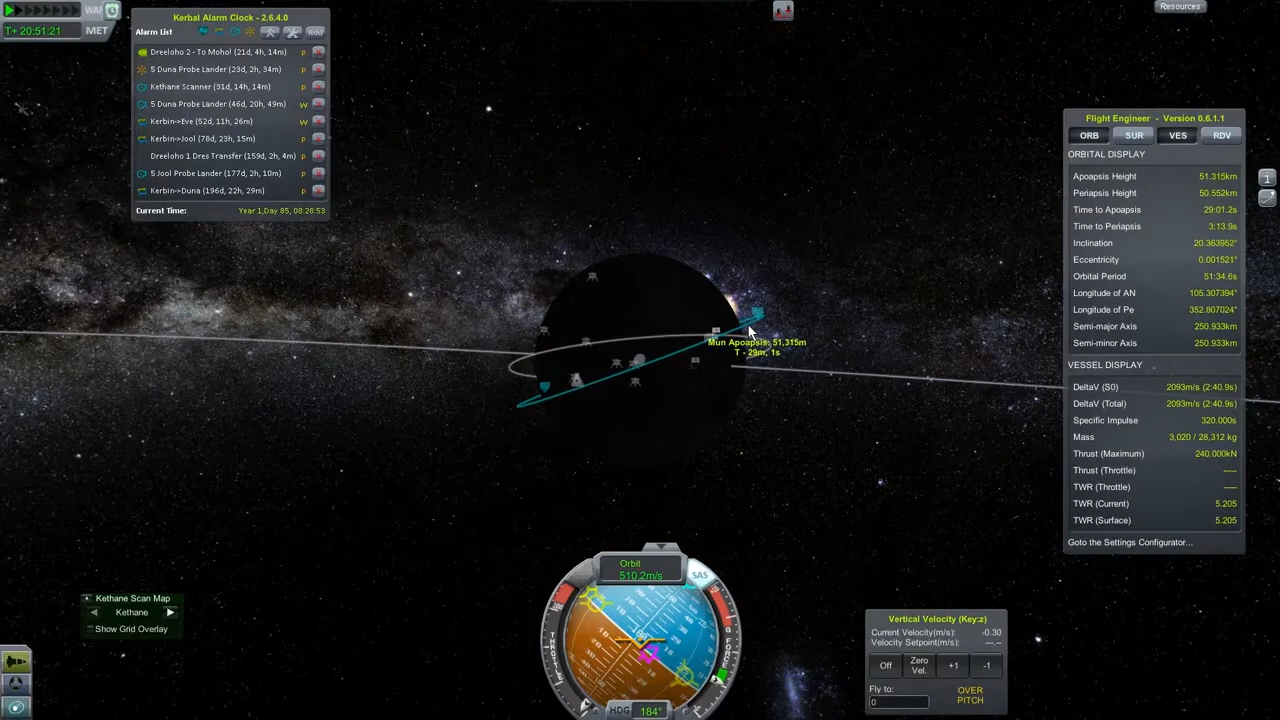 WAR
T+ 20:51:21
MET
Kerbal Alarm Clock - 2.6.4.0
Alarm List
Add
Dreeloho 2 - To Moho! (21d, 4h, 14m) P
5 Duna Probe Lander (23d, 2h, 34m) P
Kethane Scanner (31d, 14h, 14m) P
5 Duna Probe Lander (46d, 20h, 49m) W
Kerbin->Eve (52d, 11h, 26m) W
Kerbin->Jool (78d, 23h, 15m) P
Dreeloho 1 Dres Transfer (159d, 2h, 4m) P
5 Jool Probe Lander (177d, 2h, 10m) P
Kerbin->Duna (196d, 22h, 29m) P
Current Time: Year 1,Day 85, 08:28:53
Resources
Flight Engineer - Version 0.6.1.1
ORB SUR VES RDV
ORBITAL DISPLAY
Apoapsis Height 51.315km
Periapsis Height 50.552km
Time to Apoapsis 29:01.2s
Time to Periapsis 3:13.9s
Inclination 20.363952°
Eccentricity 0.001521°
Orbital Period 51:34.6s
Longitude of AN 105.307394°
Longitude of Pe 352.807024°
Semi-major Axis 250.933km
Semi-minor Axis 250.933km
VESSEL DISPLAY
DeltaV (S0) 2093m/s (2:40.9s)
DeltaV (Total) 2093m/s (2:40.9s)
Specific Impulse 320.000s
Mass 3,020 / 28,312 kg
Thrust (Maximum) 240.000kN
Thrust (Throttle) -----
TWR (Throttle) -----
TWR (Current) 5.205
TWR (Surface) 5.205
Goto the Settings Configurator...
Mun Apoapsis: 51,315m
T - 29m, 1s
Kethane Scan Map
Kethane
Show Grid Overlay
Orbit
510.2m/s
SAS
THROTTLE
G FORCE
HDG 184°
Vertical Velocity (Key:z)
Current Velocity(m/s) -0.30
Velocity Setpoint(m/s) ---.--
Off
Zero Vel.
+1
-1
Fly to:
0
OVER
PITCH